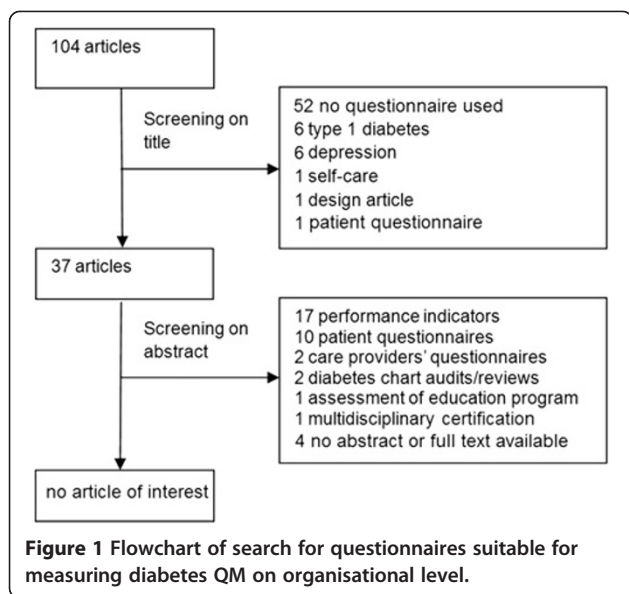 104 articles
Screening on
title
52 no questionnaire used
6 type 1 diabetes
6 depression
1 self-care
1 design article
1 patient questionnaire
37 articles
Screening on
abstract
17 performance indicators
10 patient questionnaires
2 care providers' questionnaires
2 diabetes chart audits/reviews
1 assessment of education program
1 multidisciplinary certification
4 no abstract or full text available
no article of interest
Figure 1 Flowchart of search for questionnaires suitable for
measuring diabetes QM on organisational level.